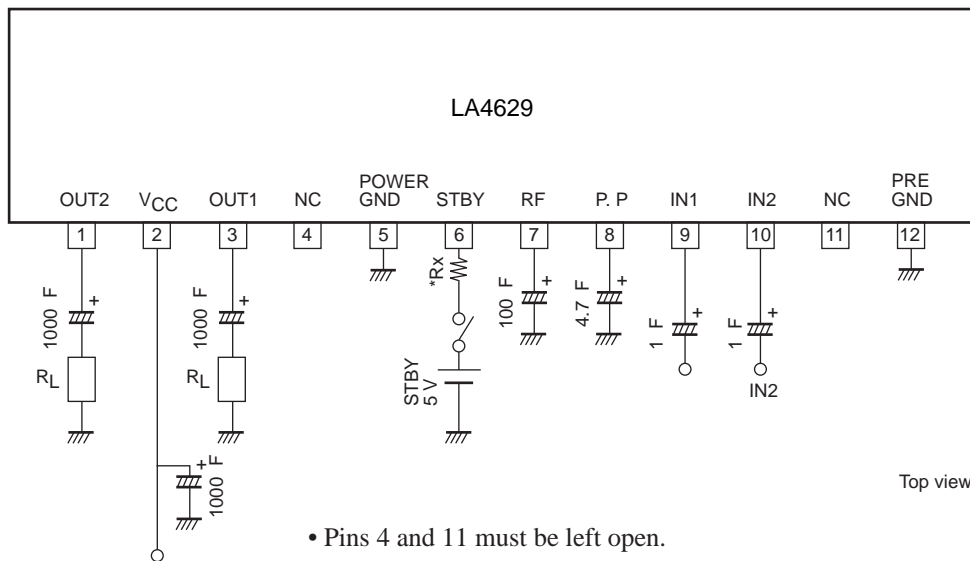 LA4629
OUT2
VCC
OUT1
NC
POWER
GND
STBY
RF
P. P
IN1
IN2
NC
PRE
GND
1
2
3
4
5
6
7
8
9
10
11
12
1000 F
+
1000 F
+
*Rx
100 F
+
4.7 F
+
1 F
+
1 F
+
RL
RL
STBY
5 V
IN2
1000 F
+
Top view
• Pins 4 and 11 must be left open.